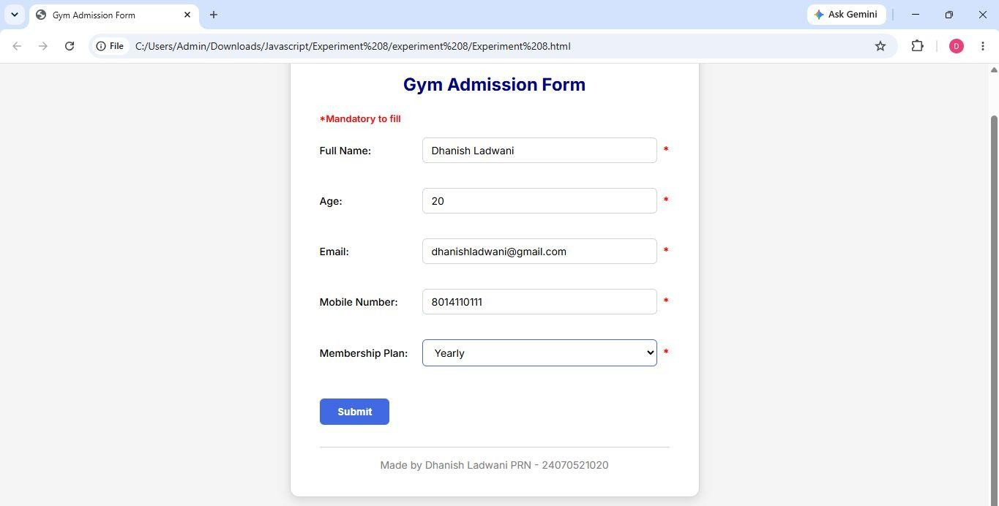 Gym Admission Form
Ask Gemini
File C:/Users/Admin/Downloads/Javascript/Experiment%208/experiment%208/Experiment%208.html
D
Gym Admission Form
*Mandatory to fill
Full Name: Dhanish Ladwani *
Age: 20 *
Email: dhanishladwani@gmail.com *
Mobile Number: 8014110111 *
Membership Plan: Yearly *
Submit
Made by Dhanish Ladwani PRN - 24070521020